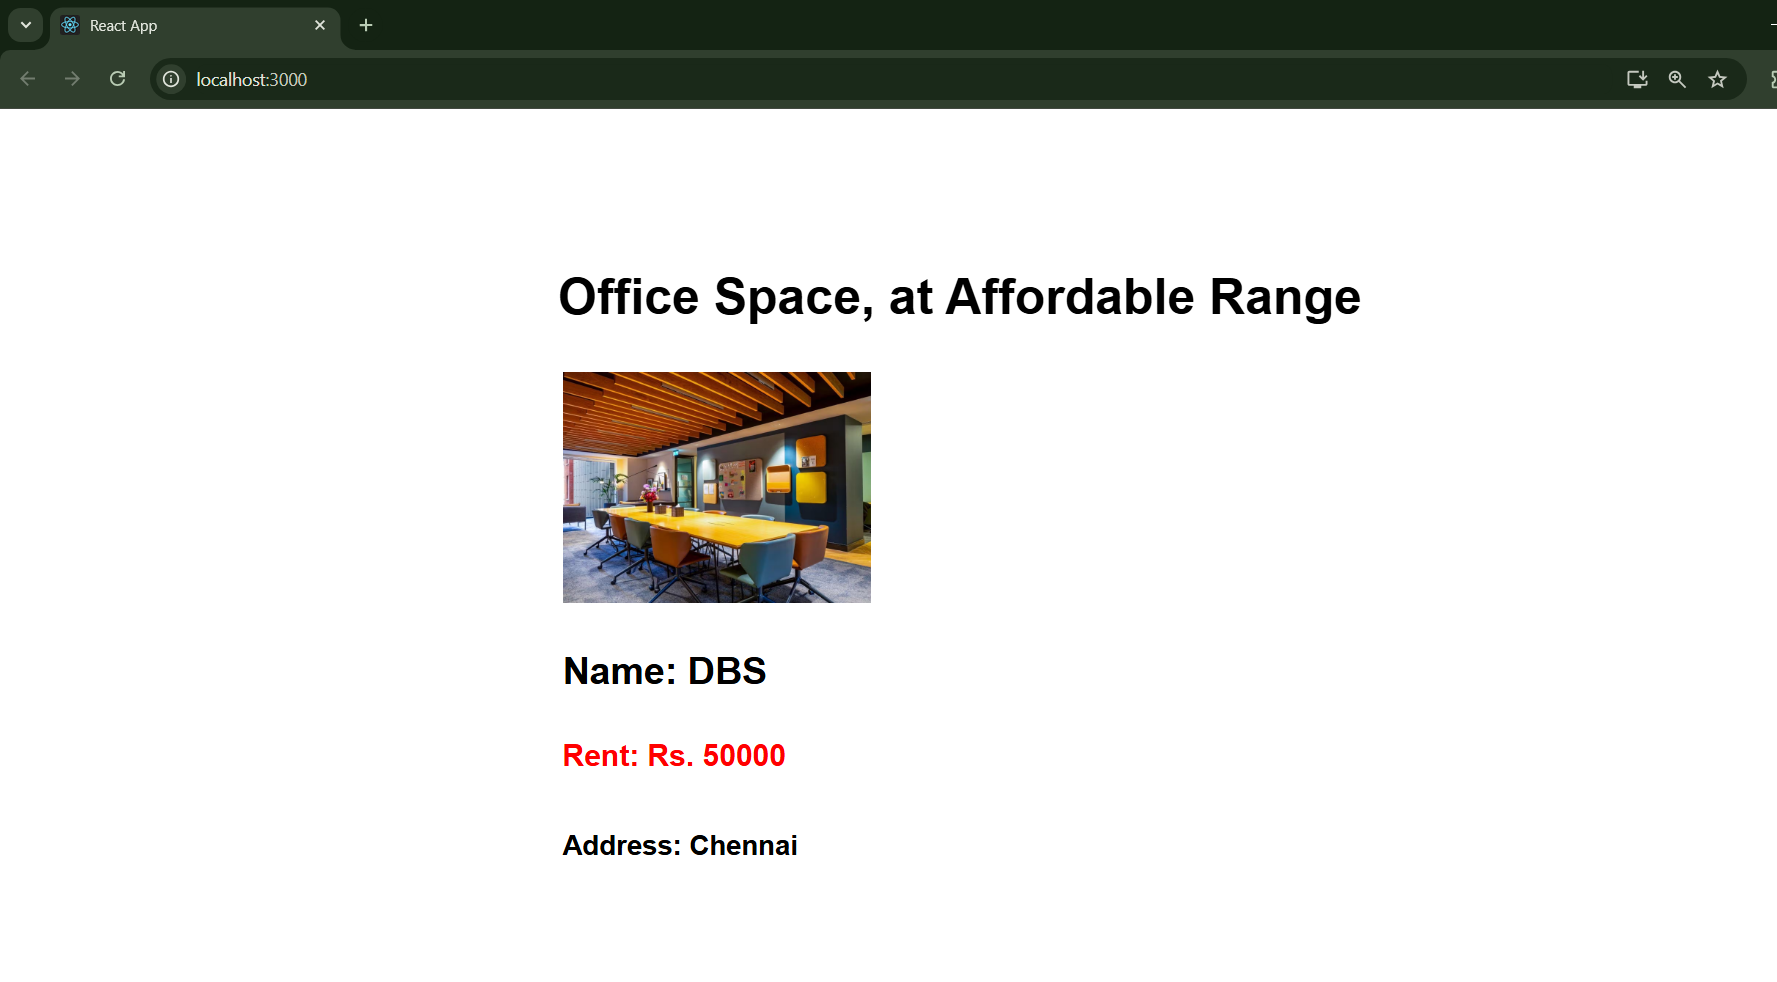 React App
localhost:3000
Office Space, at Affordable Range
Name: DBS
Rent: Rs. 50000
Address: Chennai